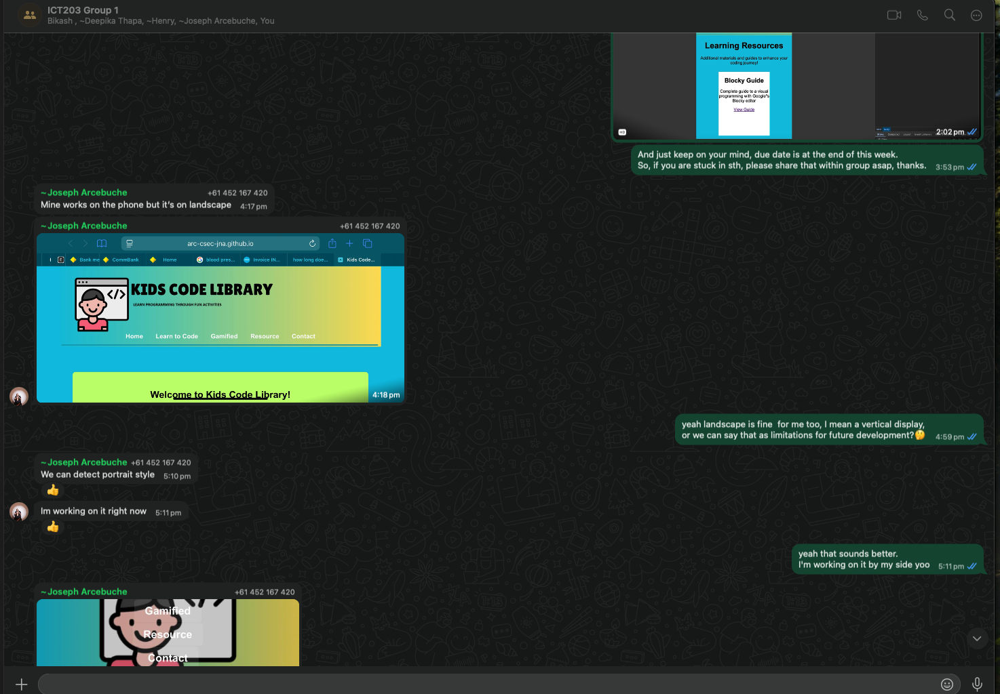 ICT203 Group 1
Bikash , ~Deepika Thapa, ~Henry, ~Joseph Arcebuche, You
Learning Resources
Additional materials and guides to enhance your
coding journey!
Blocky Guide
Complete guide to a visual
programming with Google"s
Blocky editor
View Guide
HD
2:02 pm
And just keep on your mind, due date is at the end of this week.
So, if you are stuck in sth, please share that within group asap, thanks. 3:53 pm
~Joseph Arcebuche +61 452 167 420
Mine works on the phone but it's on landscape 4:17 pm
~Joseph Arcebuche +61 452 167 420
arc-csec-jna.github.io
Bank me CommBank Home blood pres... Invoice IN... how long doe... Kids Code...
</>
KIDS CODE LIBRARY
LEARN PROGRAMMING THROUGH FUN ACTIVITIES
Home Learn to Code Gamified Resource Contact
Welcome to Kids Code Library!
4:18 pm
yeah landscape is fine for me too, I mean a vertical display,
or we can say that as limitations for future development?🤔 4:59 pm
~Joseph Arcebuche +61 452 167 420
We can detect portrait style 5:10 pm
👍
Im working on it right now 5:11 pm
👍
yeah that sounds better.
I'm working on it by my side yoo 5:11 pm
~Joseph Arcebuche +61 452 167 420
Gamified
Resource
Contact